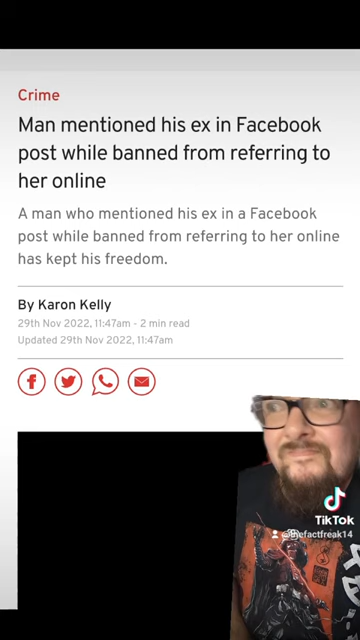 Crime
Man mentioned his ex in Facebook
post while banned from referring to
her online
A man who mentioned his ex in a Facebook
post while banned from referring to her online
has kept his freedom.
By Karon Kelly
29th Nov 2022, 11:47am - 2 min read
Updated 29th Nov 2022, 11:47am
TikTok
@thefactfreak14